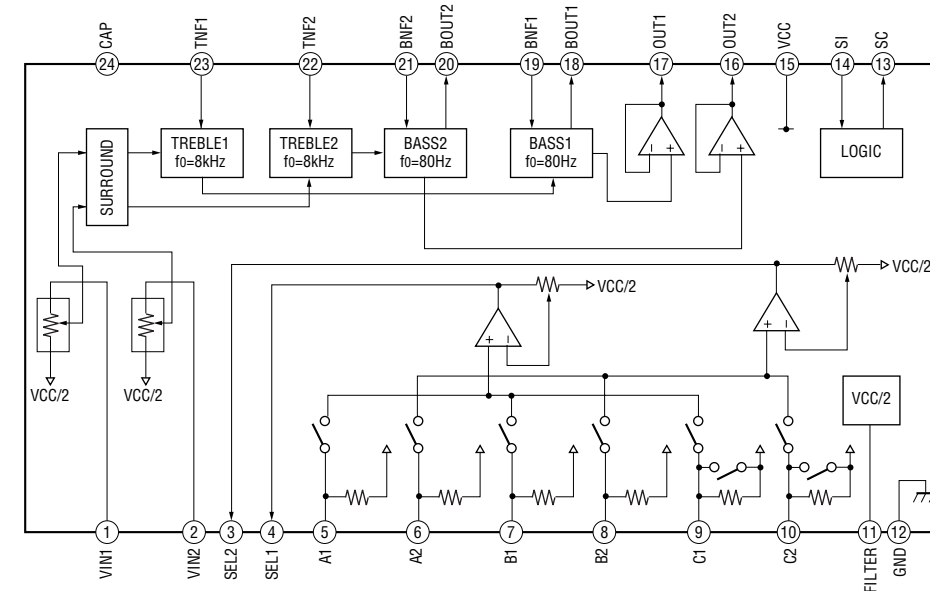 CAP
TNF1
TNF2
BNF2
BOUT2
BNF1
BOUT1
OUT1
OUT2
VCC
SI
SC
24
23
22
21
20
19
18
17
16
15
14
13
SURROUND
TREBLE1
f0=8kHz
TREBLE2
f0=8kHz
BASS2
f0=80Hz
BASS1
f0=80Hz
LOGIC
− +
− +
VCC/2
VCC/2
+ −
+ −
VCC/2
VCC/2
VCC/2
1
2
3
4
5
6
7
8
9
10
11
12
VIN1
VIN2
SEL2
SEL1
A1
A2
B1
B2
C1
C2
FILTER
GND